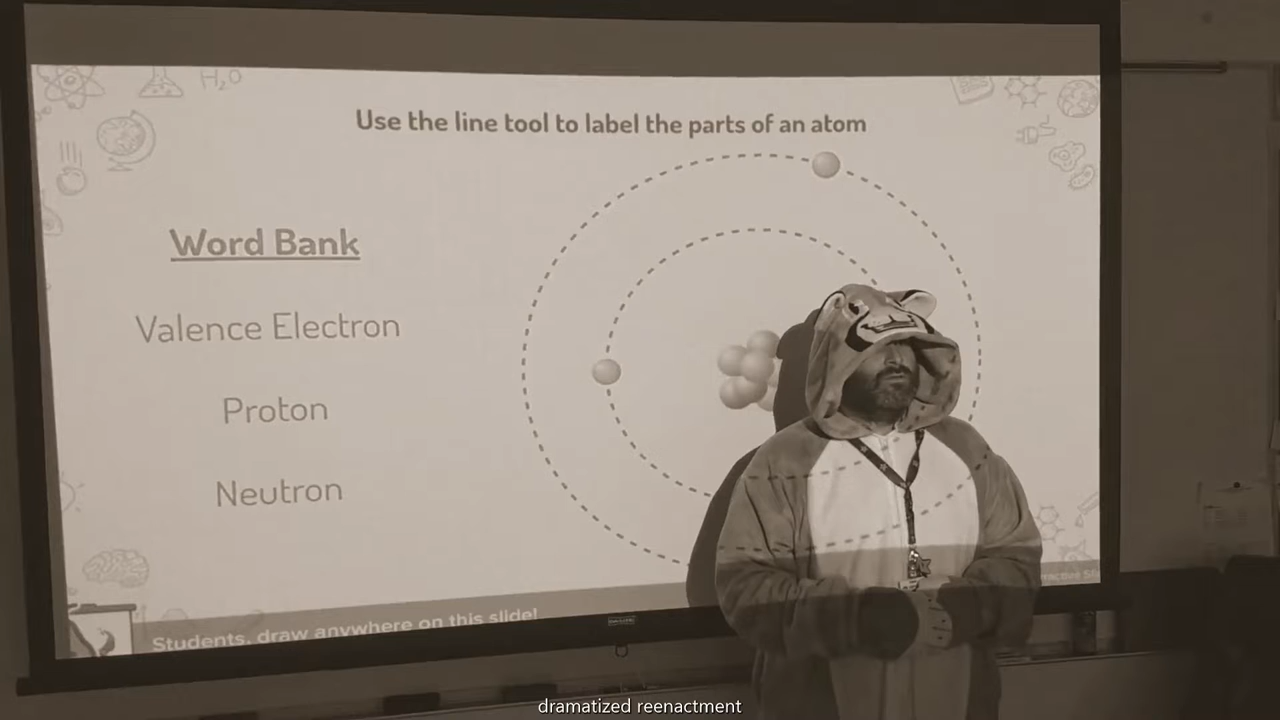 H₂O
Use the line tool to label the parts of an atom
Word Bank
Valence Electron
Proton
Neutron
Students, draw anywhere on this slide!
dramatized reenactment